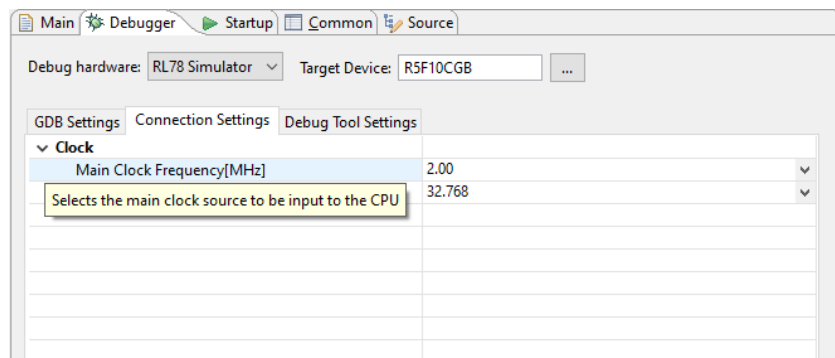 Main Debugger Startup Common Source
Debug hardware: RL78 Simulator Target Device: R5F10CGB ...
GDB Settings Connection Settings Debug Tool Settings
Clock
Main Clock Frequency[MHz] 2.00
32.768
Selects the main clock source to be input to the CPU